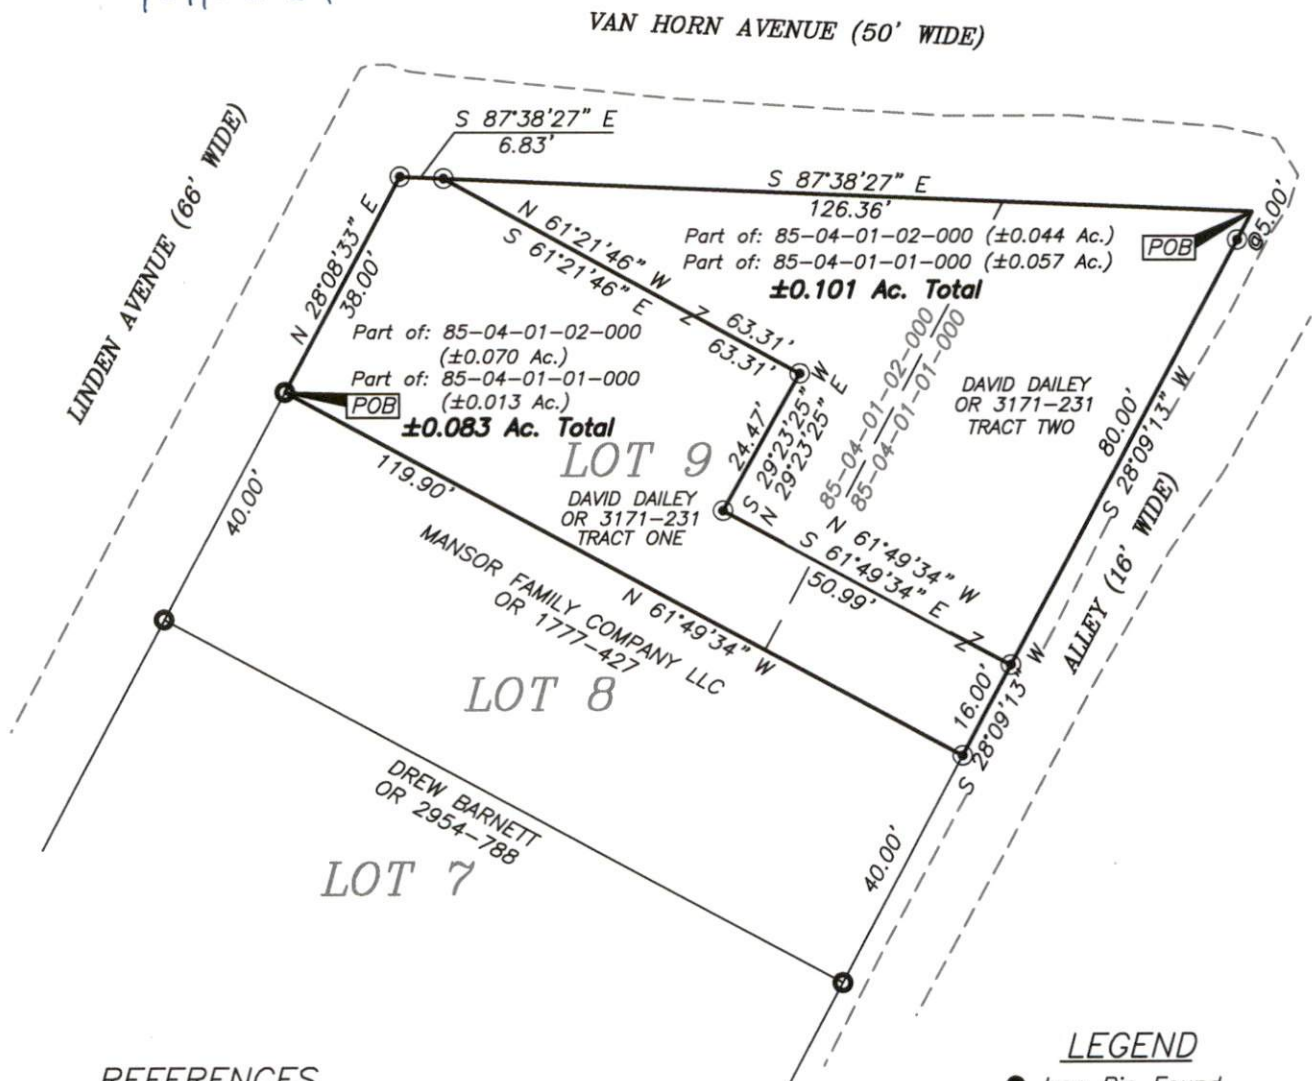 VAN HORN AVENUE (50' WIDE)
LINDEN AVENUE (66' WIDE)
S 87°38'27" E
6.83'
S 87°38'27" E
126.36'
@5.00'
N 61°21'46" W
S 61°21'46" E
63.31'
63.31'
Part of: 85-04-01-02-000 (±0.044 Ac.)
Part of: 85-04-01-01-000 (±0.057 Ac.)
±0.101 Ac. Total
POB
N 28°08'33" E
38.00'
Part of: 85-04-01-02-000
(±0.070 Ac.)
Part of: 85-04-01-01-000
(±0.013 Ac.)
±0.083 Ac. Total
POB
24.47'
S 29°23'25" W
N 29°23'25" E
85-04-01-02-000
85-04-01-01-000
DAVID DAILEY
OR 3171-231
TRACT TWO
80.00'
S 28°09'13" W
ALLEY (16' WIDE)
LOT 9
DAVID DAILEY
OR 3171-231
TRACT ONE
119.90'
N 61°49'34" W
N 61°49'34" W
S 61°49'34" E
50.99'
40.00'
MANSOR FAMILY COMPANY LLC
OR 1777-427
LOT 8
16.00'
S 28°09'13" W
40.00'
DREW BARNETT
OR 2954-788
LOT 7
REFERENCES
LEGEND
Iron Pin Found